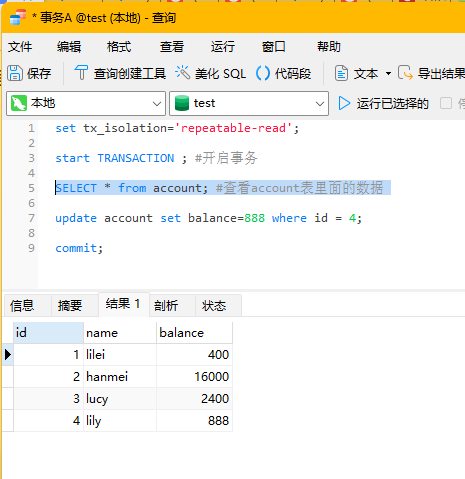 * 事务A @test (本地) - 查询
文件 编辑 格式 查看 运行 窗口 帮助
保存 查询创建工具 美化 SQL 代码段 文本 导出结果
本地 test 运行已选择的 停
1 set tx_isolation='repeatable-read';
2
3 start TRANSACTION ; #开启事务
4
5 SELECT * from account; #查看account表里面的数据
6
7 update account set balance=888 where id = 4;
8
9 commit;
信息 摘要 结果 1 剖析 状态
id name balance
1 lilei 400
2 hanmei 16000
3 lucy 2400
4 lily 888